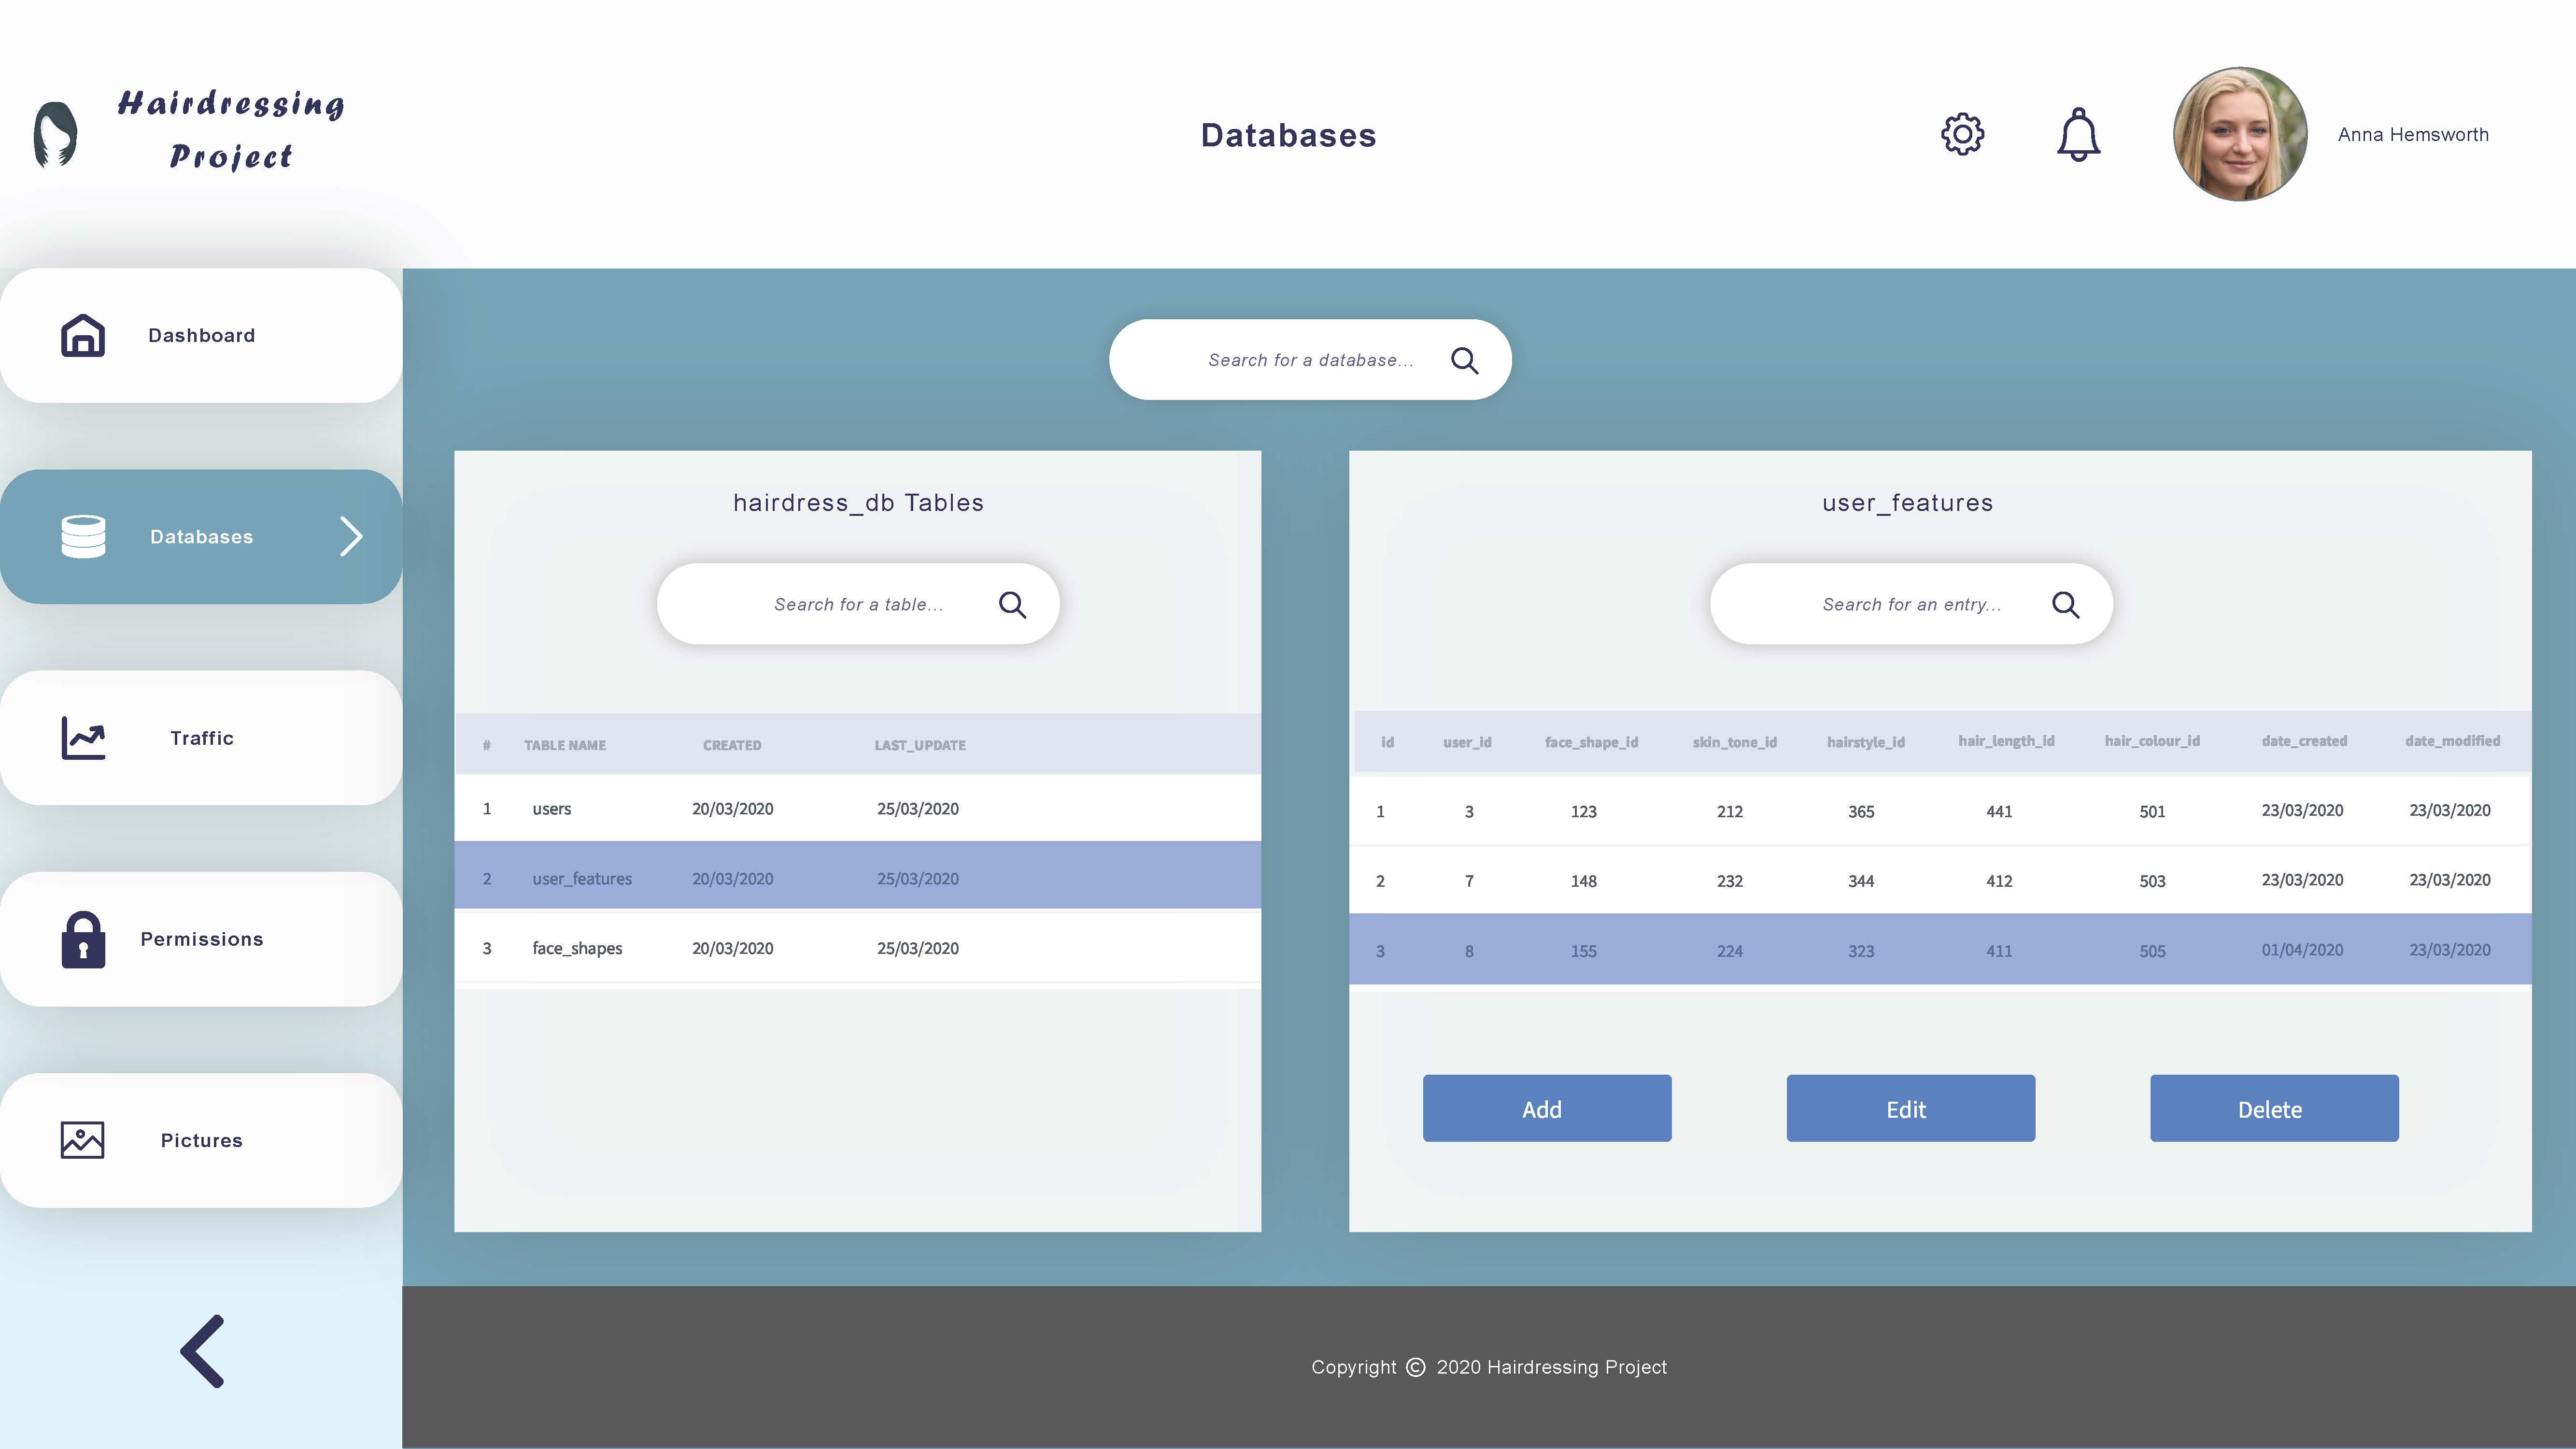 Hairdressing
Project
Databases
Anna Hemsworth
Dashboard
Databases
Traffic
Permissions
Pictures
Search for a database...
hairdress_db Tables
Search for a table...
# TABLE NAME CREATED LAST_UPDATE
1 users 20/03/2020 25/03/2020
2 user_features 20/03/2020 25/03/2020
3 face_shapes 20/03/2020 25/03/2020
user_features
Search for an entry...
id user_id face_shape_id skin_tone_id hairstyle_id hair_length_id hair_colour_id date_created date_modified
1 3 123 212 365 441 501 23/03/2020 23/03/2020
2 7 148 232 344 412 503 23/03/2020 23/03/2020
3 8 155 224 323 411 505 01/04/2020 23/03/2020
Add Edit Delete
Copyright © 2020 Hairdressing Project